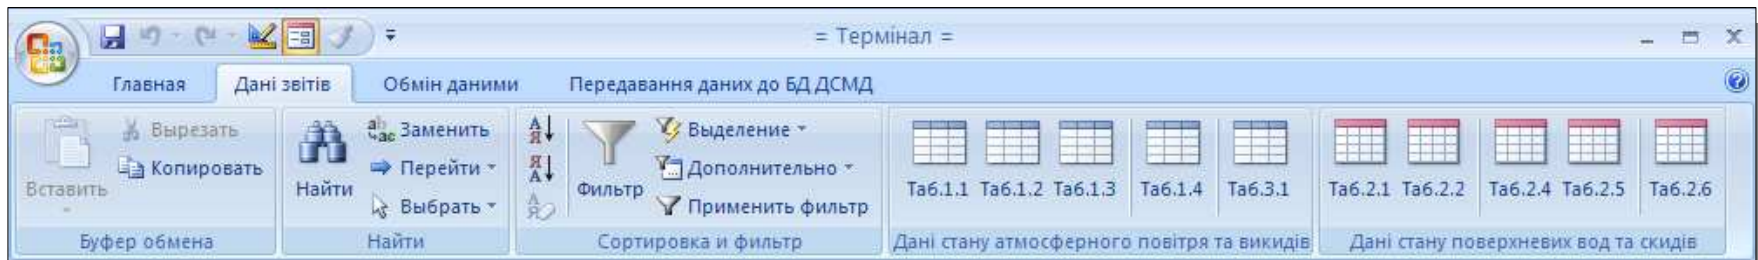 = Термінал =
Главная Дані звітів Обмін даними Передавання даних до БД ДСМД
Вставить
Вырезать
Копировать
Буфер обмена
Найти
Заменить
Перейти
Выбрать
Найти
Фильтр
Выделение
Дополнительно
Применить фильтр
Сортировка и фильтр
Таб.1.1 Таб.1.2 Таб.1.3 Таб.1.4 Таб.3.1
Дані стану атмосферного повітря та викидів
Таб.2.1 Таб.2.2 Таб.2.4 Таб.2.5 Таб.2.6
Дані стану поверхневих вод та скидів